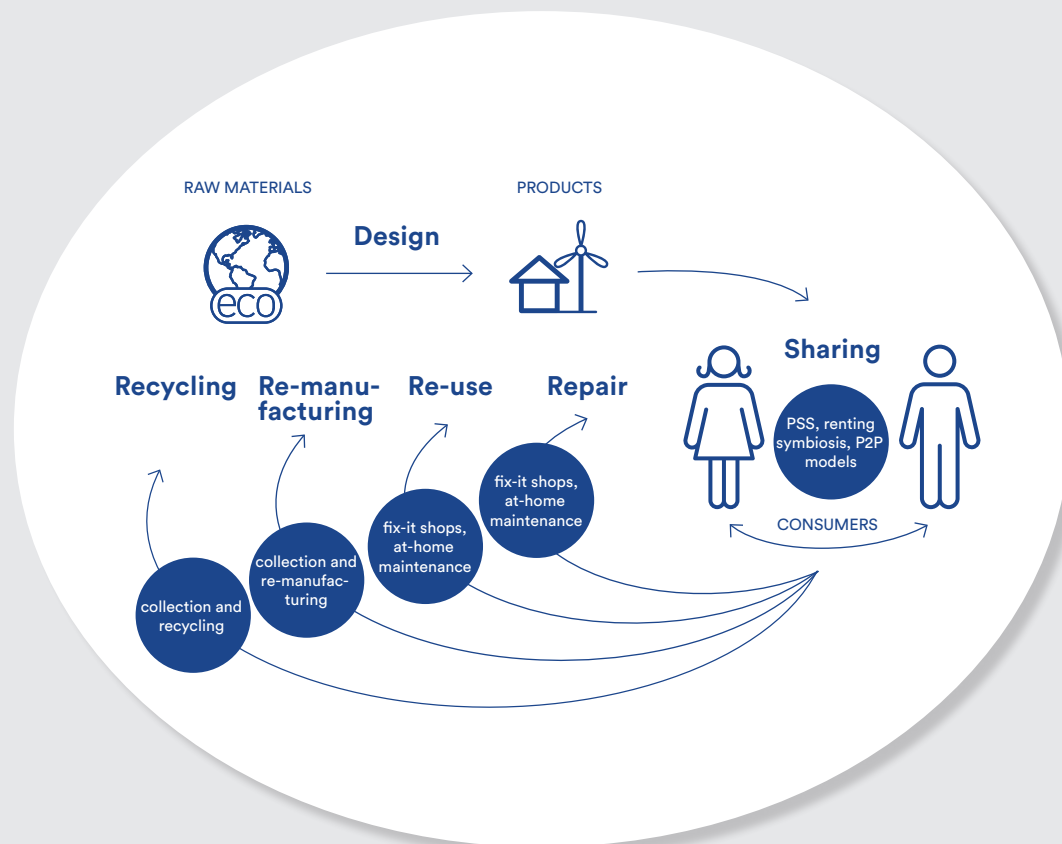 RAW MATERIALS
PRODUCTS
Design
eco
Sharing
PSS, renting
symbiosis, P2P
models
CONSUMERS
Recycling
Re-manu-
facturing
Re-use
Repair
fix-it shops,
at-home
maintenance
fix-it shops,
at-home
maintenance
collection and
re-manufac-
turing
collection and
recycling